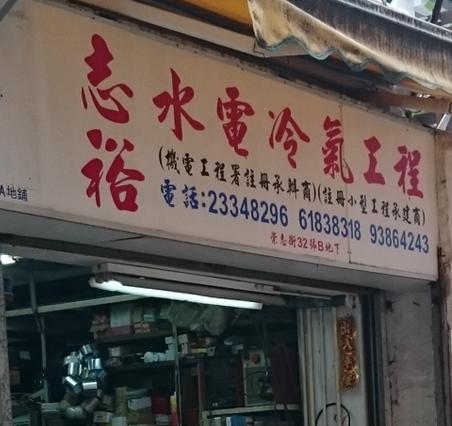 志裕
水電冷氣工程
(機電工程署註冊承辦商)(註冊小型工程承建商)
電話:23348296 61838318 93864243
崇志街32號B地下
A地舖